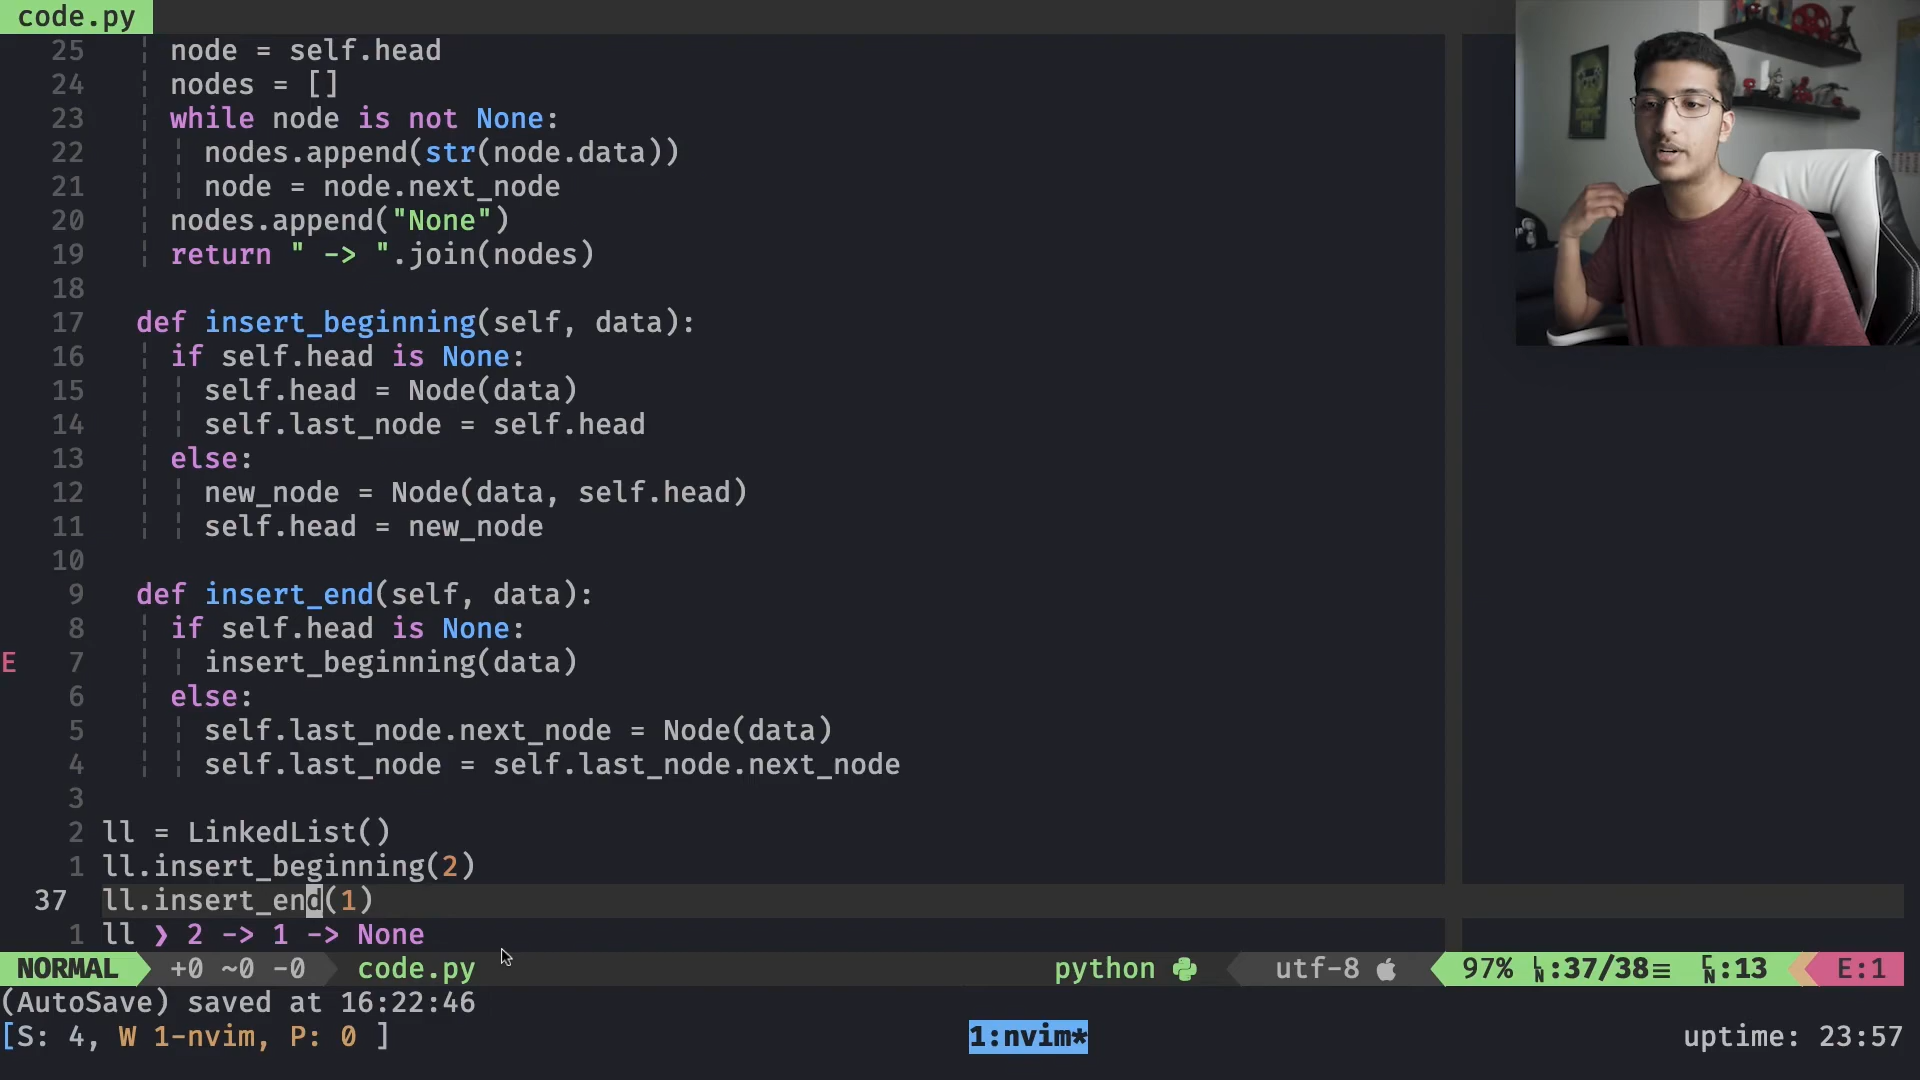 code.py
25 node = self.head
24 nodes = []
23 while node is not None:
22 nodes.append(str(node.data))
21 node = node.next_node
20 nodes.append("None")
19 return " -> ".join(nodes)
18
17 def insert_beginning(self, data):
16 if self.head is None:
15 self.head = Node(data)
14 self.last_node = self.head
13 else:
12 new_node = Node(data, self.head)
11 self.head = new_node
10
9 def insert_end(self, data):
8 if self.head is None:
E 7 insert_beginning(data)
6 else:
5 self.last_node.next_node = Node(data)
4 self.last_node = self.last_node.next_node
3
2 ll = LinkedList()
1 ll.insert_beginning(2)
37 ll.insert_end(1)
1 ll ❯ 2 -> 1 -> None
NORMAL +0 ~0 -0 code.py python utf-8 97% LN:37/38≡ CN:13 E:1
(AutoSave) saved at 16:22:46
[S: 4, W 1-nvim, P: 0 ] 1:nvim* uptime: 23:57